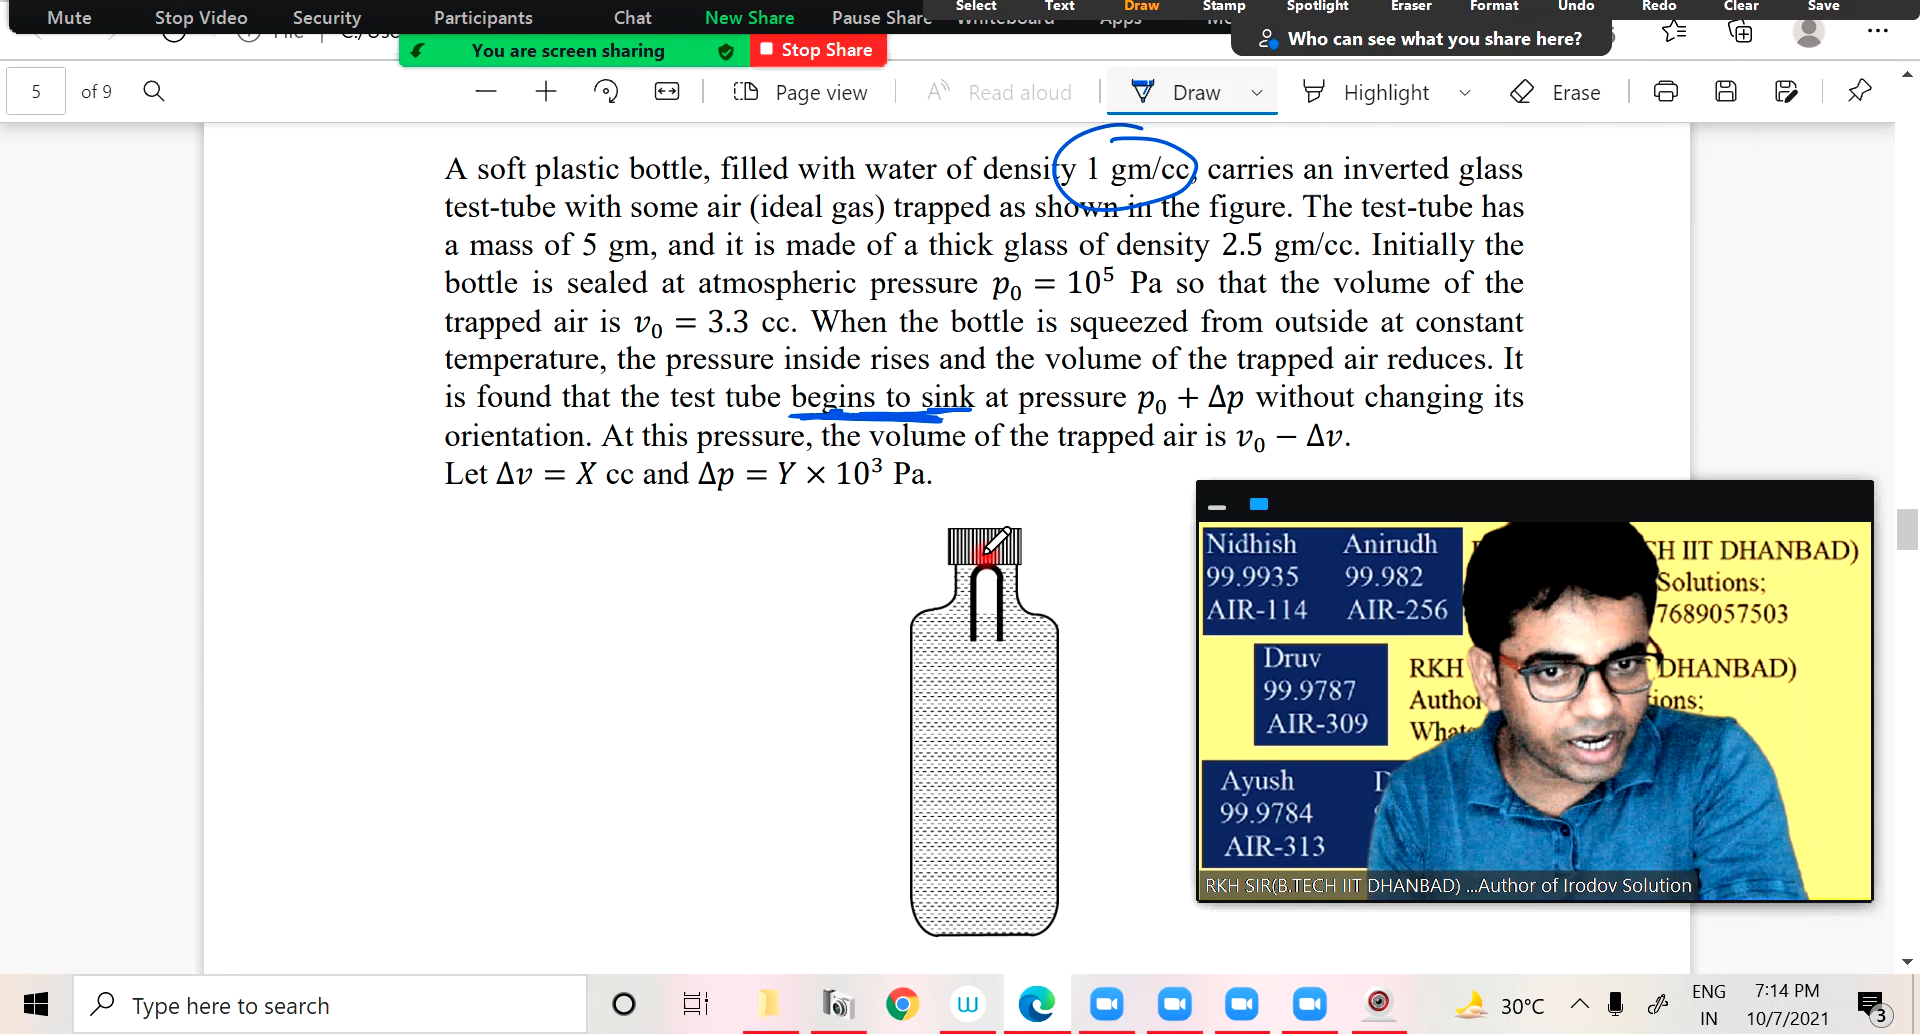 Mute Stop Video Security Participants Chat New Share Pause Share Whiteboard Apps
Select Text Draw Stamp Spotlight Eraser Format Undo Redo Clear Save
You are screen sharing Stop Share
Who can see what you share here?
5 of 9 Page view Read aloud Draw Highlight Erase
A soft plastic bottle, filled with water of density 1 gm/cc, carries an inverted glass
test-tube with some air (ideal gas) trapped as shown in the figure. The test-tube has
a mass of 5 gm, and it is made of a thick glass of density 2.5 gm/cc. Initially the
bottle is sealed at atmospheric pressure p₀ = 10⁵ Pa so that the volume of the
trapped air is v₀ = 3.3 cc. When the bottle is squeezed from outside at constant
temperature, the pressure inside rises and the volume of the trapped air reduces. It
is found that the test tube begins to sink at pressure p₀ + Δp without changing its
orientation. At this pressure, the volume of the trapped air is v₀ − Δv.
Let Δv = X cc and Δp = Y × 10³ Pa.
Nidhish Anirudh
99.9935 99.982
AIR-114 AIR-256
CH IIT DHANBAD)
Solutions;
7689057503
Druv
99.9787
AIR-309
RKH DHANBAD)
Ayush
99.9784
AIR-313
RKH SIR(B.TECH IIT DHANBAD) ...Author of Irodov Solution
Type here to search
30°C
ENG
IN
7:14 PM
10/7/2021
3